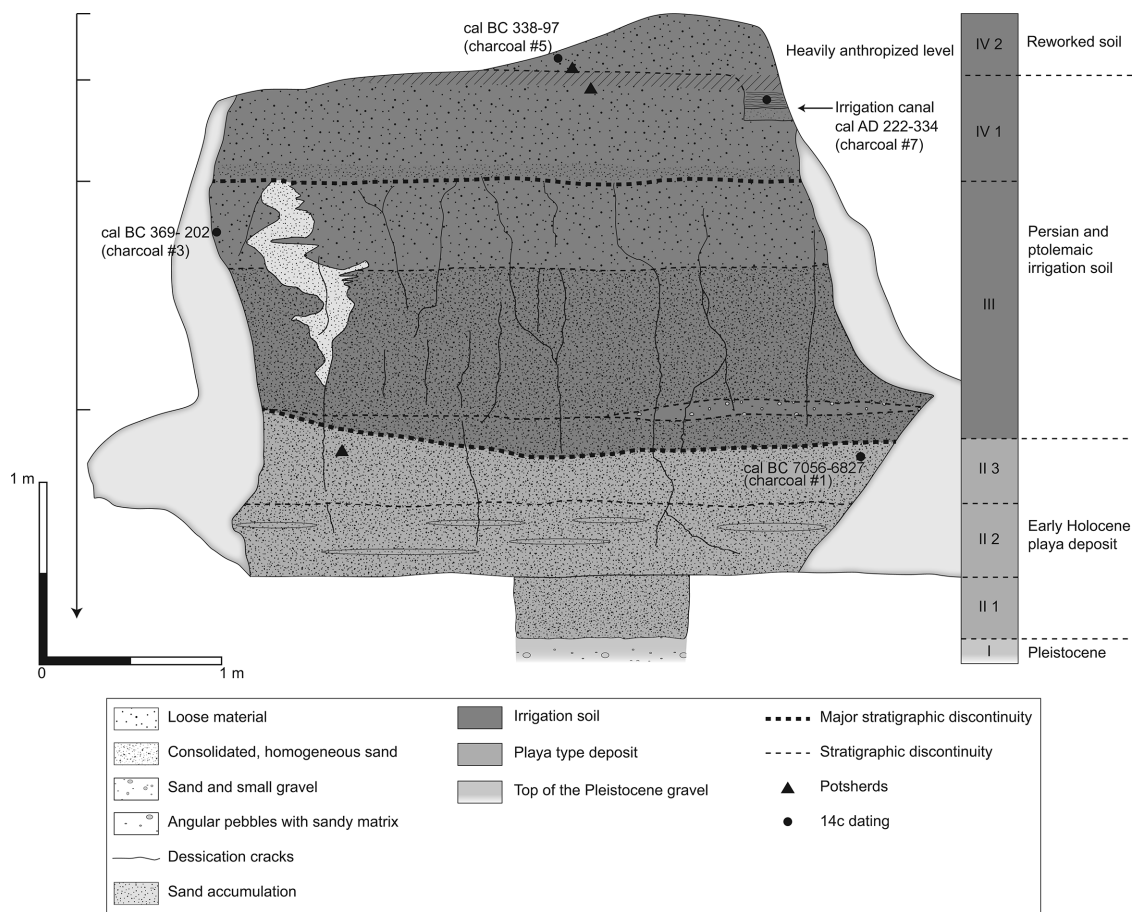 cal BC 338-97
(charcoal #5)
Heavily anthropized level
IV 2
Reworked soil
Irrigation canal
cal AD 222-334
(charcoal #7)
IV 1
cal BC 369- 202
(charcoal #3)
Persian and
ptolemaic
irrigation soil
III
cal BC 7056-6827
(charcoal #1)
II 3
1 m
Early Holocene
playa deposit
II 2
II 1
I
Pleistocene
0
1 m
Loose material
Consolidated, homogeneous sand
Sand and small gravel
Angular pebbles with sandy matrix
Dessication cracks
Sand accumulation
Irrigation soil
Playa type deposit
Top of the Pleistocene gravel
Major stratigraphic discontinuity
Stratigraphic discontinuity
Potsherds
14c dating